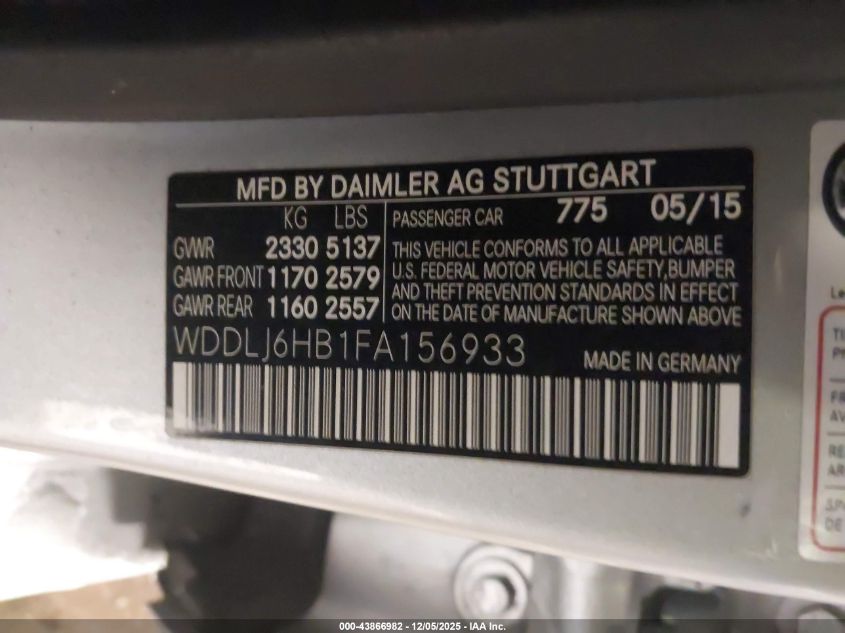 MFD BY DAIMLER AG STUTTGART
KG LBS
PASSENGER CAR 775 05/15
GVWR 2330 5137
GAWR FRONT 1170 2579
GAWR REAR 1160 2557
THIS VEHICLE CONFORMS TO ALL APPLICABLE
U.S. FEDERAL MOTOR VEHICLE SAFETY,BUMPER
AND THEFT PREVENTION STANDARDS IN EFFECT
ON THE DATE OF MANUFACTURE SHOWN ABOVE
WDDLJ6HB1FA156933
MADE IN GERMANY
000-43866982 - 12/05/2025 - IAA Inc.